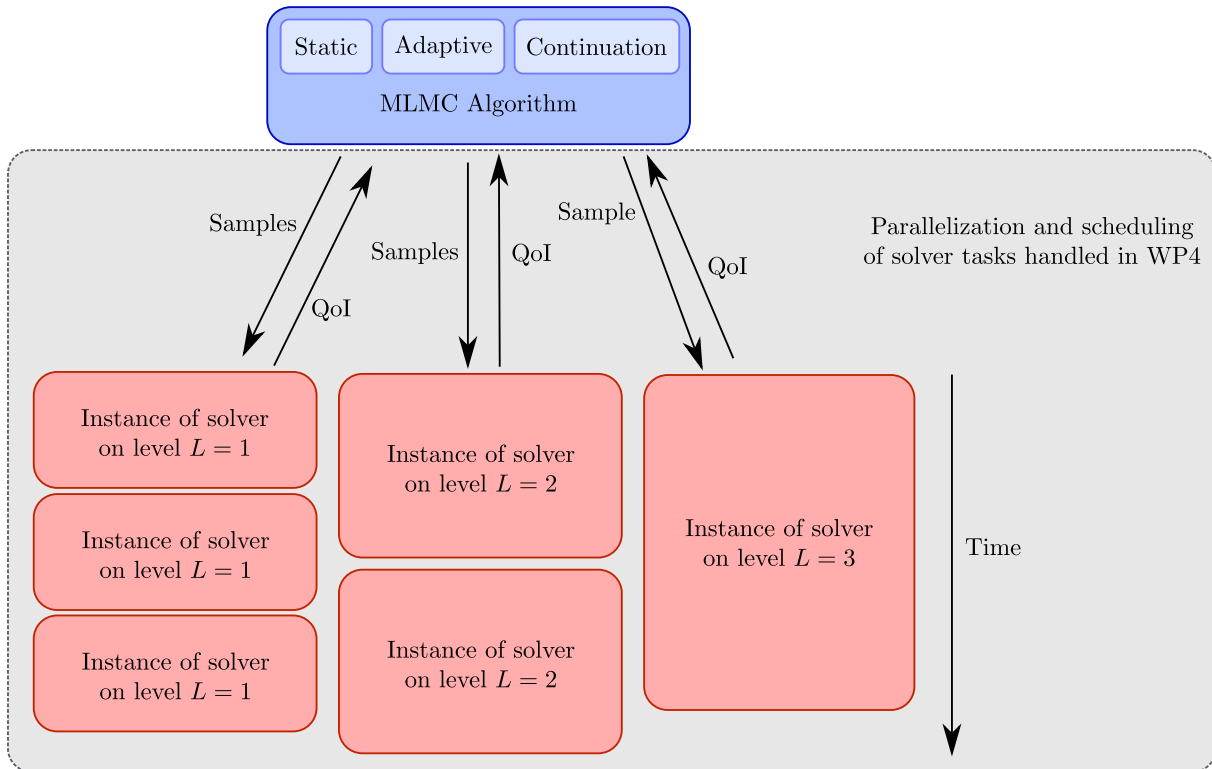 Static
Adaptive
Continuation
MLMC Algorithm
Samples
QoI
Samples
QoI
Sample
QoI
Parallelization and scheduling
of solver tasks handled in WP4
Instance of solver
on level L = 1
Instance of solver
on level L = 1
Instance of solver
on level L = 1
Instance of solver
on level L = 2
Instance of solver
on level L = 2
Instance of solver
on level L = 3
Time